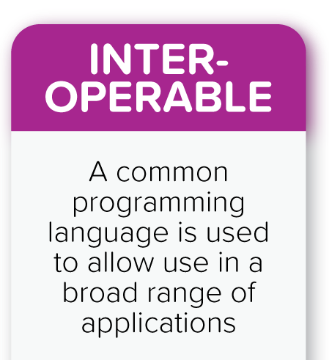 INTER-
OPERABLE
A common
programming
language is used
to allow use in a
broad range of
applications